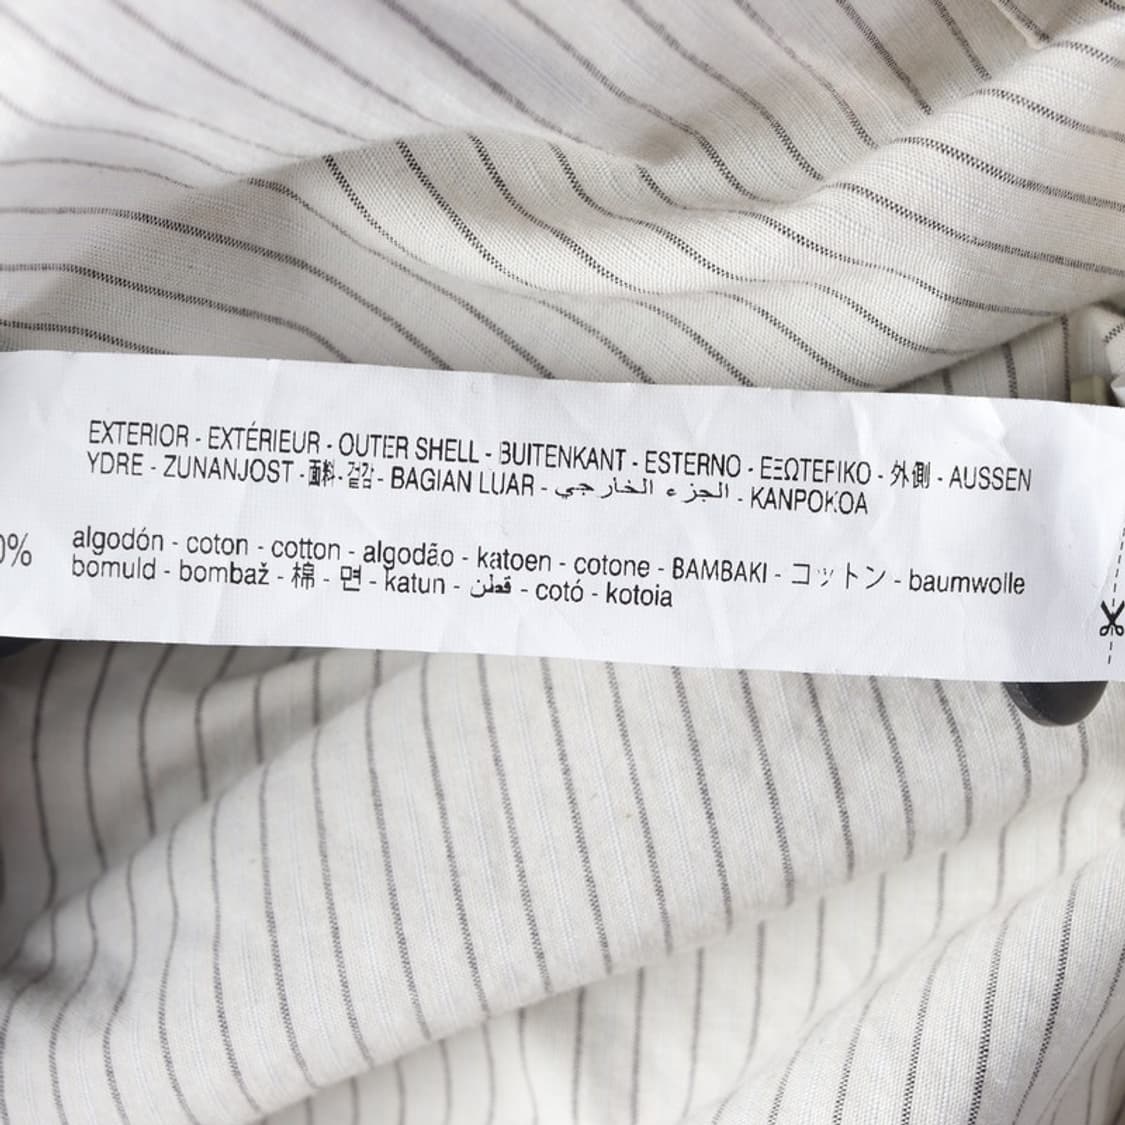 EXTERIOR - EXTÉRIEUR - OUTER SHELL - BUITENKANT - ESTERNO - ΕΞΩΤΕFΙΚΟ - 外側 - AUSSEN
YDRE - ZUNANJOST - 面料 - 겉감 - BAGIAN LUAR - الجزء الخارجي - KANPOKOA
0% algodón - coton - cotton - algodão - katoen - cotone - BAMBAKI - コットン - baumwolle
bomuld - bombaž - 棉 - 면 - katun - قطن - cotó - kotoia